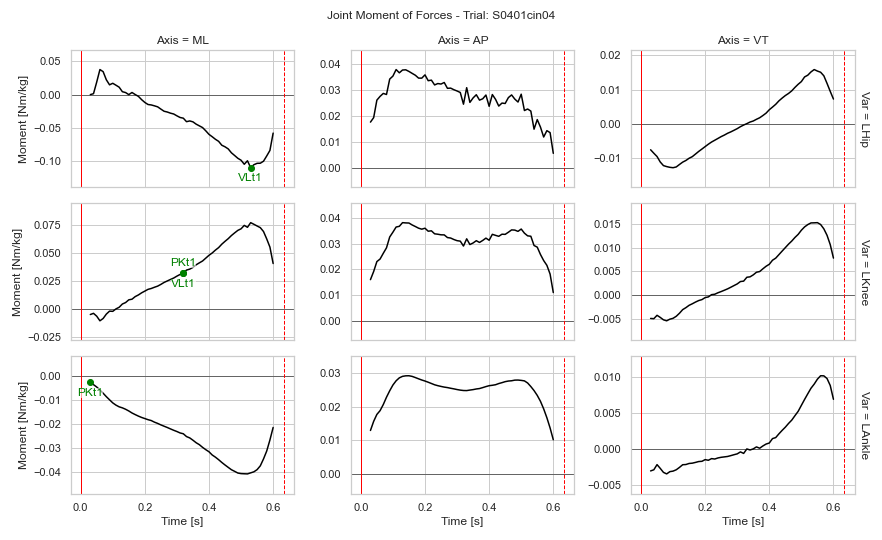 Joint Moment of Forces - Trial: S0401cin04
Axis = ML
Axis = AP
Axis = VT
Moment [Nm/kg]
0.05
0.00
−0.05
−0.10
VLt1
0.04
0.03
0.02
0.01
0.00
0.02
0.01
0.00
−0.01
Var = LHip
Moment [Nm/kg]
0.075
0.050
0.025
0.000
−0.025
PKt1
VLt1
0.04
0.03
0.02
0.01
0.00
0.015
0.010
0.005
0.000
−0.005
Var = LKnee
Moment [Nm/kg]
0.00
−0.01
−0.02
−0.03
−0.04
PKt1
0.03
0.02
0.01
0.00
0.010
0.005
0.000
−0.005
Var = LAnkle
0.0 0.2 0.4 0.6
0.0 0.2 0.4 0.6
0.0 0.2 0.4 0.6
Time [s]
Time [s]
Time [s]